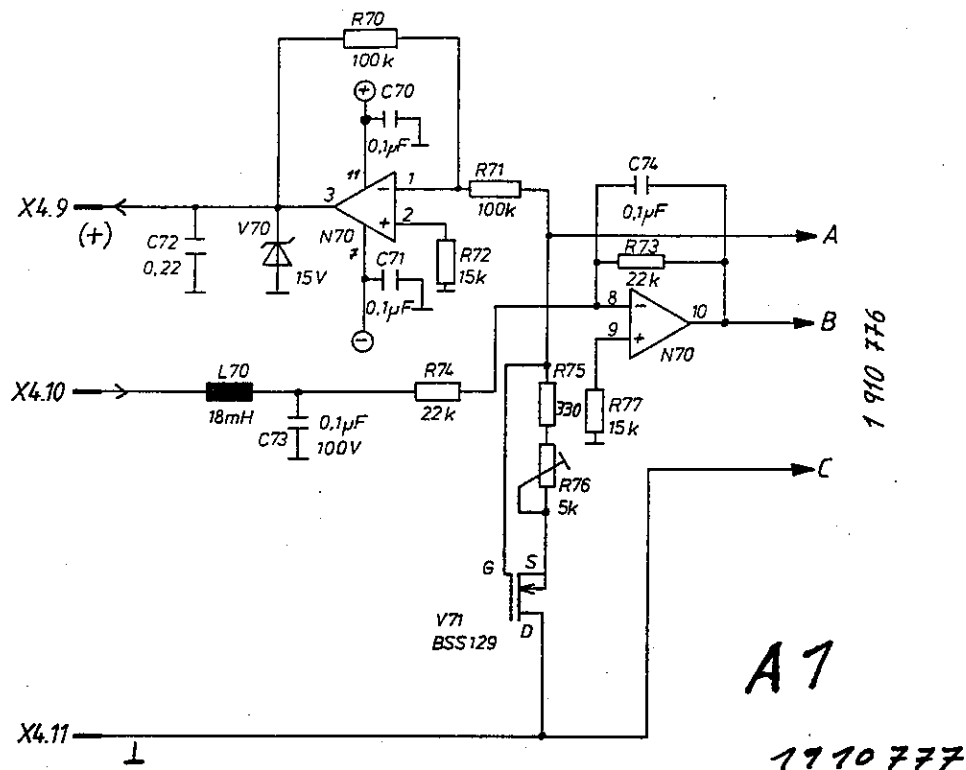 R70
100k
+
C70
0,1µF
11
R71
100k
C74
0,1µF
X4.9
(+)
3
-
1
+
2
N70
7
C72
0,22
V70
15V
C71
0,1µF
R72
15k
A
R73
22k
8
-
9
+
10
N70
B
-
X4.10
L70
18mH
C73
0,1µF
100V
R74
22k
R75
330
R77
15k
1 910 776
C
R76
5k
G
S
D
V71
BSS129
A1
X4.11
1910777